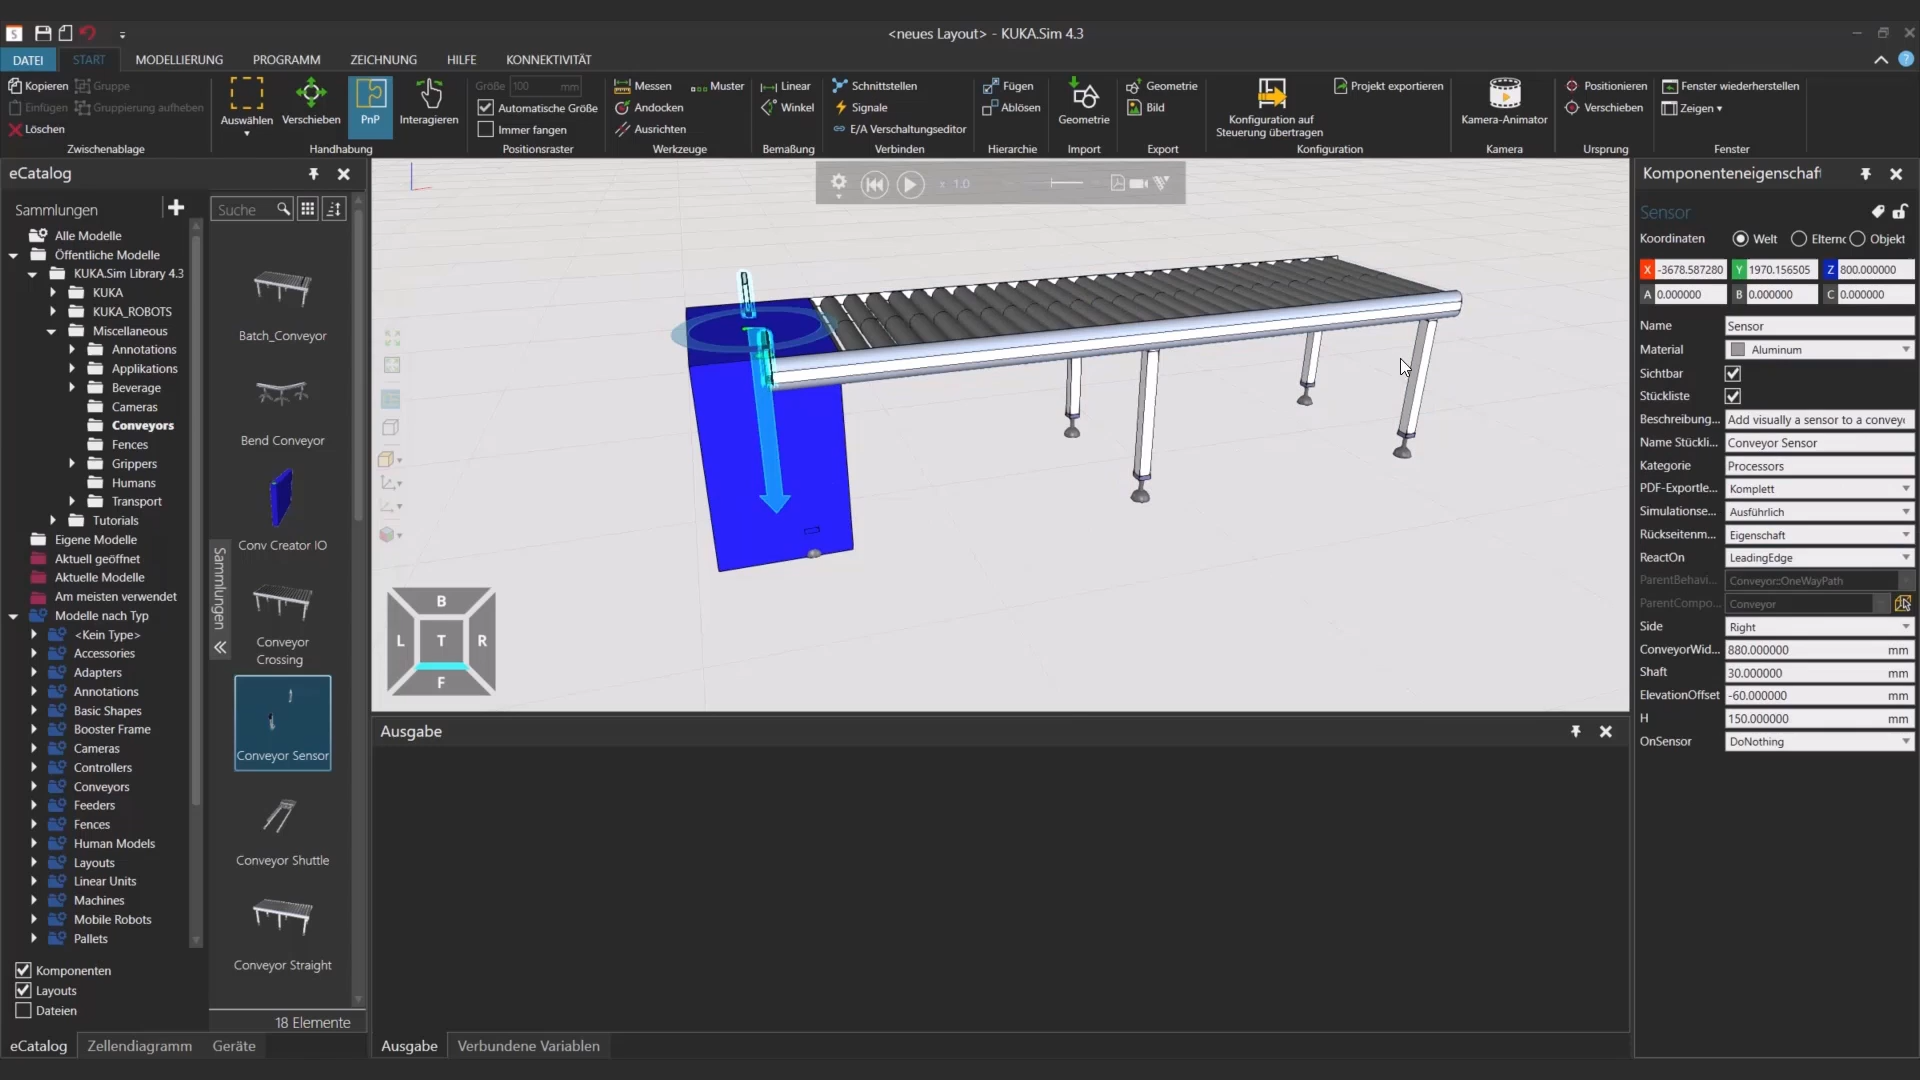 <neues Layout> - KUKA.Sim 4.3
DATEI START MODELLIERUNG PROGRAMM ZEICHNUNG HILFE KONNEKTIVITÄT
Kopieren Gruppe
Einfügen Gruppierung aufheben
Löschen
Zwischenablage
Auswählen Verschieben PnP Interagieren
Handhabung
Größe 100 mm
Automatische Größe
Immer fangen
Positionsraster
Messen Muster
Andocken
Ausrichten
Werkzeuge
Linear
Winkel
Bemaßung
Schnittstellen
Signale
E/A Verschaltungseditor
Verbinden
Fügen
Ablösen
Hierarchie
Geometrie
Import
Geometrie
Bild
Export
Konfiguration auf
Steuerung übertragen
Projekt exportieren
Konfiguration
Kamera-Animator
Kamera
Positionieren
Verschieben
Ursprung
Fenster wiederherstellen
Zeigen
Fenster
eCatalog
Sammlungen
Alle Modelle
Öffentliche Modelle
KUKA.Sim Library 4.3
KUKA
KUKA_ROBOTS
Miscellaneous
Annotations
Applikations
Beverage
Cameras
Conveyors
Fences
Grippers
Humans
Transport
Tutorials
Eigene Modelle
Aktuell geöffnet
Aktuelle Modelle
Am meisten verwendet
Modelle nach Typ
<Kein Type>
Accessories
Adapters
Annotations
Basic Shapes
Booster Frame
Cameras
Controllers
Conveyors
Feeders
Fences
Human Models
Layouts
Linear Units
Machines
Mobile Robots
Pallets
Komponenten
Layouts
Dateien
Sammlungen
Suche
Batch_Conveyor
Bend Conveyor
Conv Creator IO
Conveyor
Crossing
Conveyor Sensor
Conveyor Shuttle
Conveyor Straight
18 Elemente
eCatalog Zellendiagramm Geräte
x 1.0
B
L T R
F
Ausgabe
Ausgabe Verbundene Variablen
Komponenteneigenschaf
Sensor
Koordinaten Welt Elternc Objekt
X -3678.587280 Y 1970.156505 Z 800.000000
A 0.000000 B 0.000000 C 0.000000
Name Sensor
Material Aluminum
Sichtbar
Stückliste
Beschreibung... Add visually a sensor to a convey
Name Stückli... Conveyor Sensor
Kategorie Processors
PDF-Exportle... Komplett
Simulationse... Ausführlich
Rückseitenm... Eigenschaft
ReactOn LeadingEdge
ParentBehavi... Conveyor::OneWayPath
ParentCompo... Conveyor
Side Right
ConveyorWid... 880.000000 mm
Shaft 30.000000 mm
ElevationOffset -60.000000 mm
H 150.000000 mm
OnSensor DoNothing